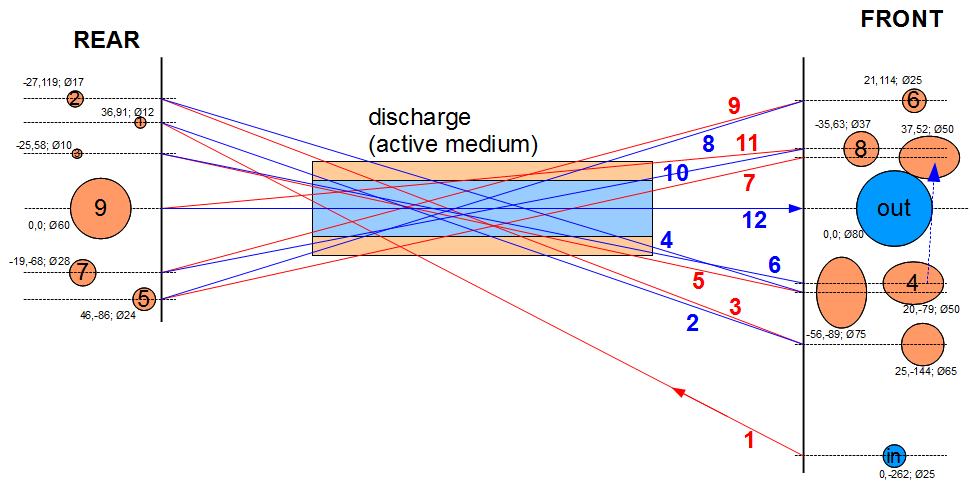 REAR
FRONT
-27,119; Ø17
2
36,91; Ø12
1
-25,58; Ø10
3
9
0,0; Ø60
-19,-68; Ø28
7
5
46,-86; Ø24
discharge
(active medium)
9
8
11
10
7
12
4
6
5
3
2
1
21,114; Ø25
6
-35,63; Ø37
37,52; Ø50
8
out
0,0; Ø80
4
20,-79; Ø50
-56,-89; Ø75
25,-144; Ø65
in
0,-262; Ø25